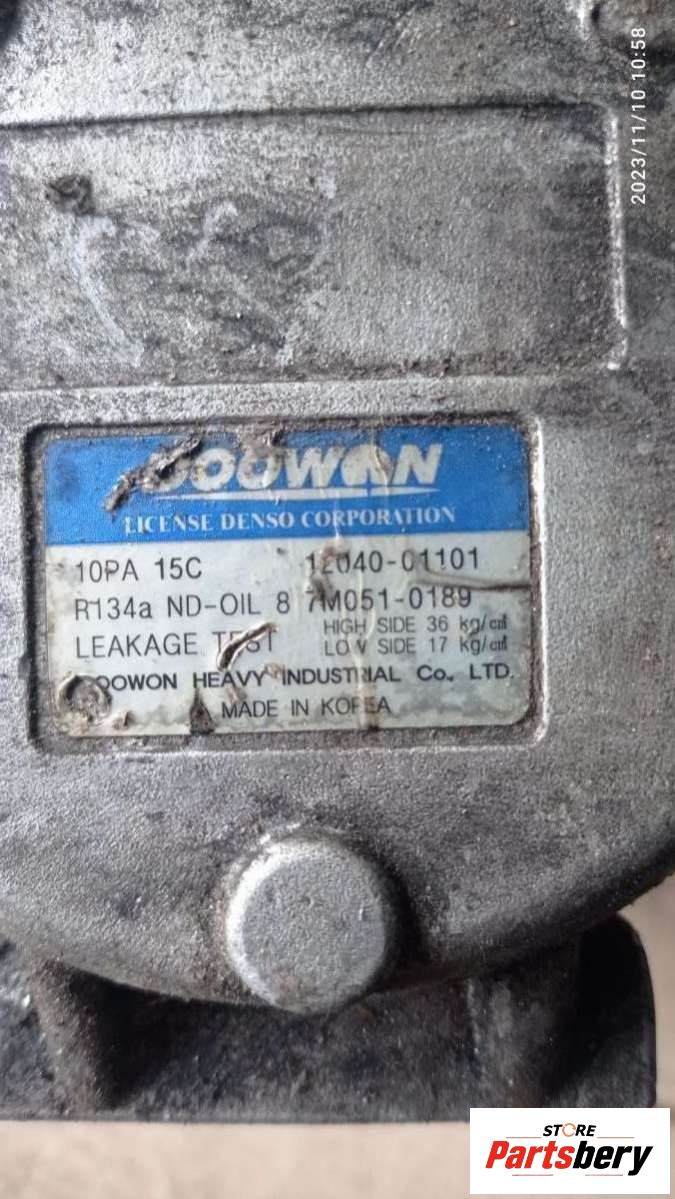 2023/11/10 10:58
DOOWON
LICENSE DENSO CORPORATION
10PA 15C 12040-01101
R134a ND-OIL 8 7M051-0189
LEAKAGE TEST HIGH SIDE 36 kg/cm²
LOW SIDE 17 kg/cm²
DOOWON HEAVY INDUSTRIAL Co., LTD.
MADE IN KOREA
STORE
Partsbery